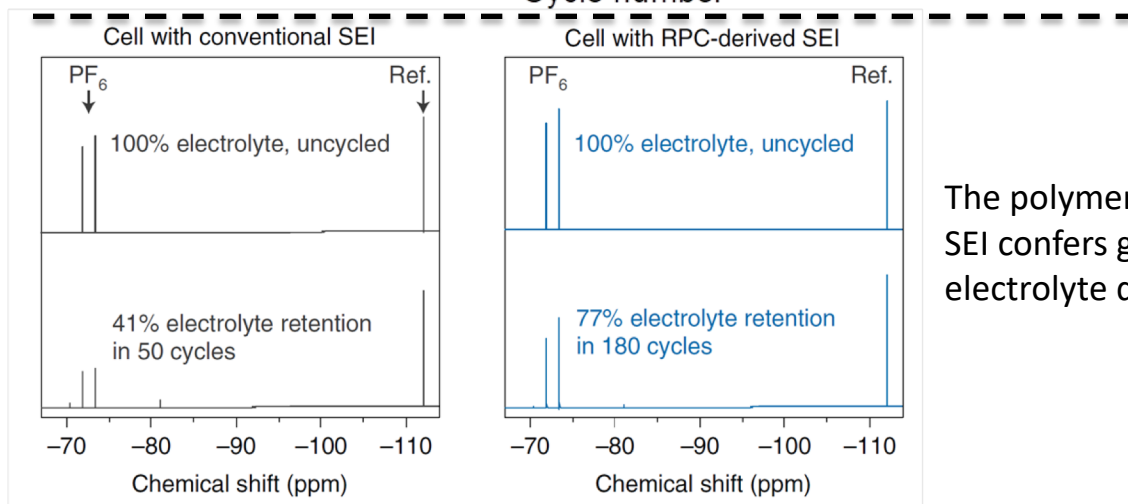 Cell with conventional SEI
Cell with RPC-derived SEI
PF6
Ref.
100% electrolyte, uncycled
41% electrolyte retention
in 50 cycles
−70 −80 −90 −100 −110
Chemical shift (ppm)
PF6
Ref.
100% electrolyte, uncycled
77% electrolyte retention
in 180 cycles
−70 −80 −90 −100 −110
Chemical shift (ppm)
The polymer
SEI confers
electrolyte